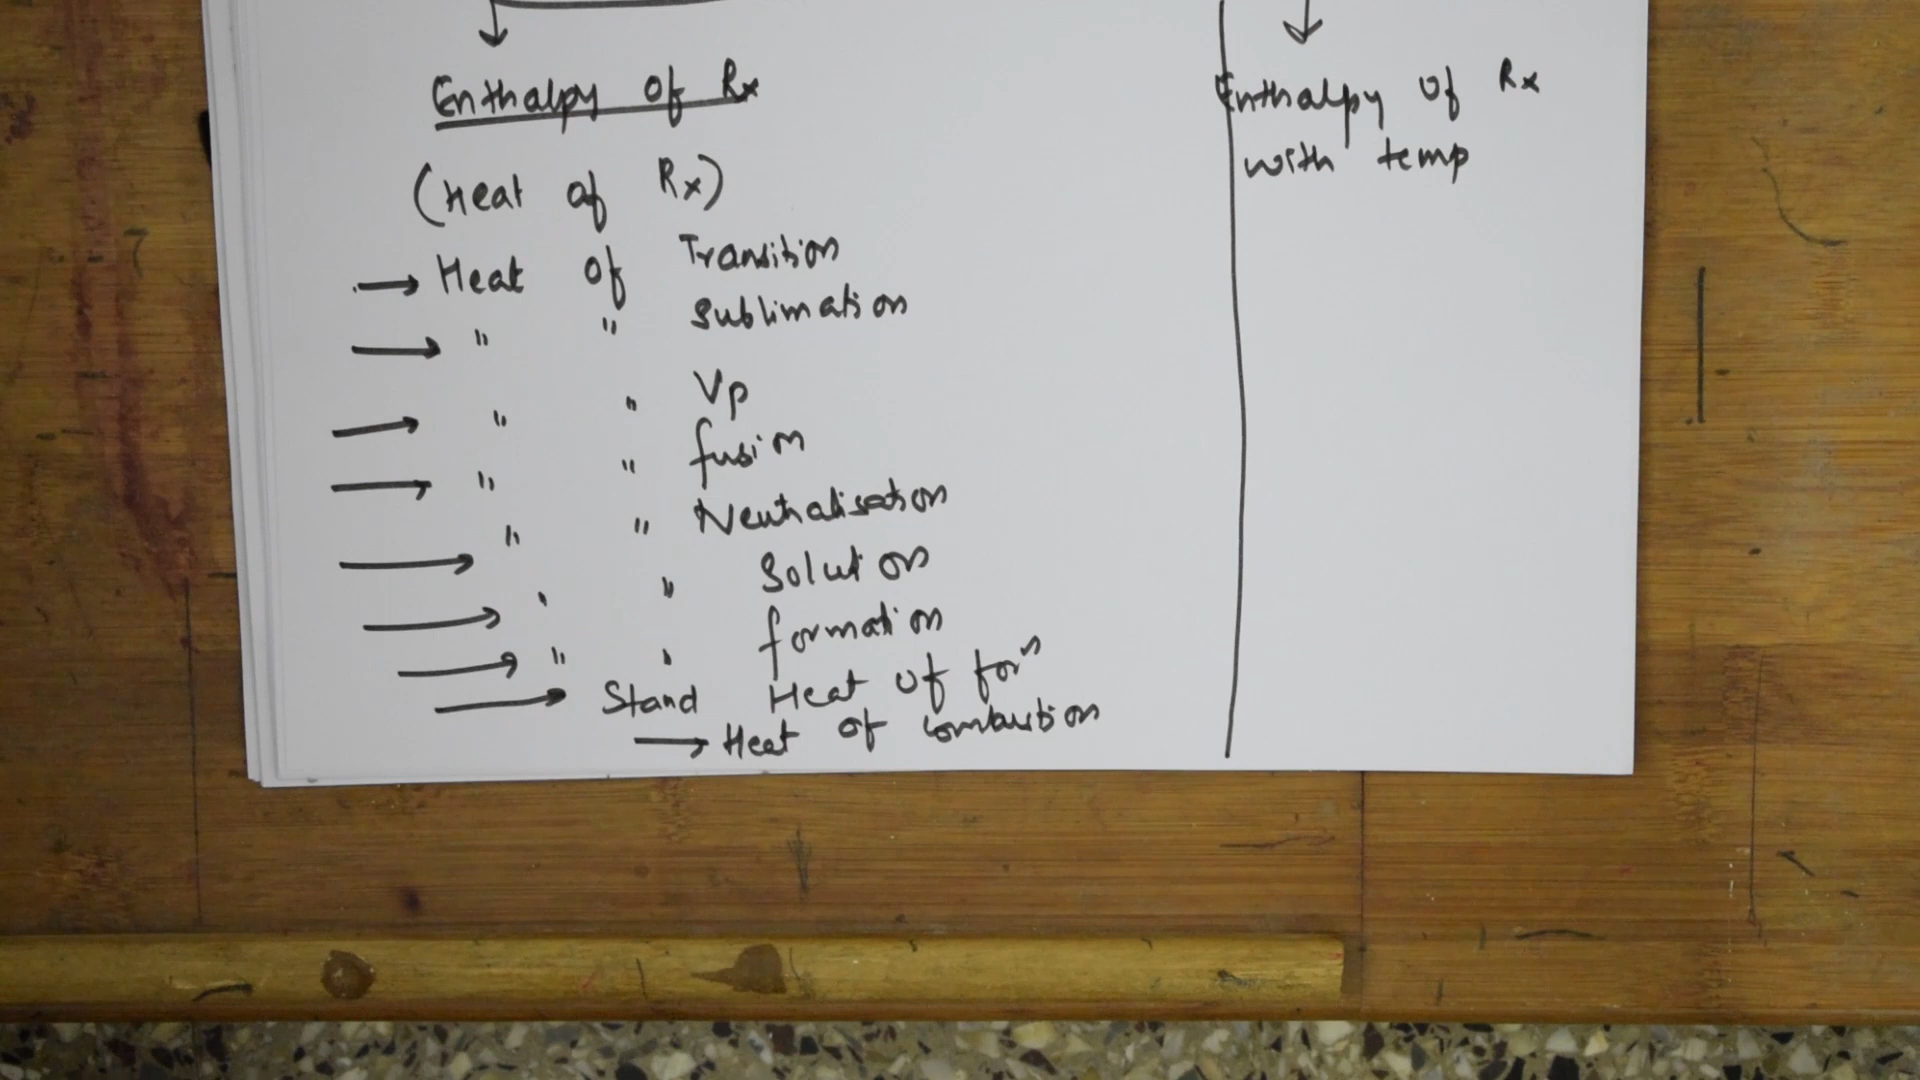 Enthalpy of Rx
(Heat of Rx)
→ Heat of Transition
→ " " Sublimation
→ " " Vp
→ " " fusion
→ " " Neutralisation
→ " " Solution
→ " " formation
→ Stand Heat of forⁿ
→ Heat of Combustion
Enthalpy of Rx
with temp